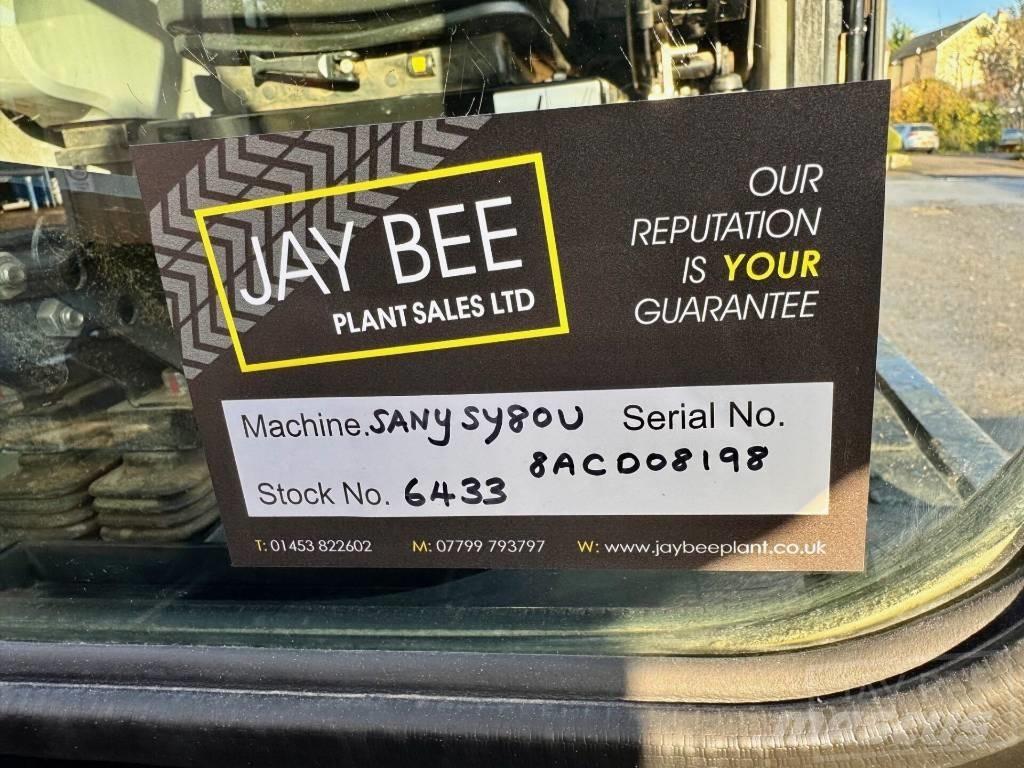 JAY BEE
PLANT SALES LTD
OUR
REPUTATION
IS YOUR
GUARANTEE
Machine. SANY SY80U Serial No.
8ACD08198
Stock No. 6433
T: 01453 822602 M: 07799 793797 W: www.jaybeeplant.co.uk